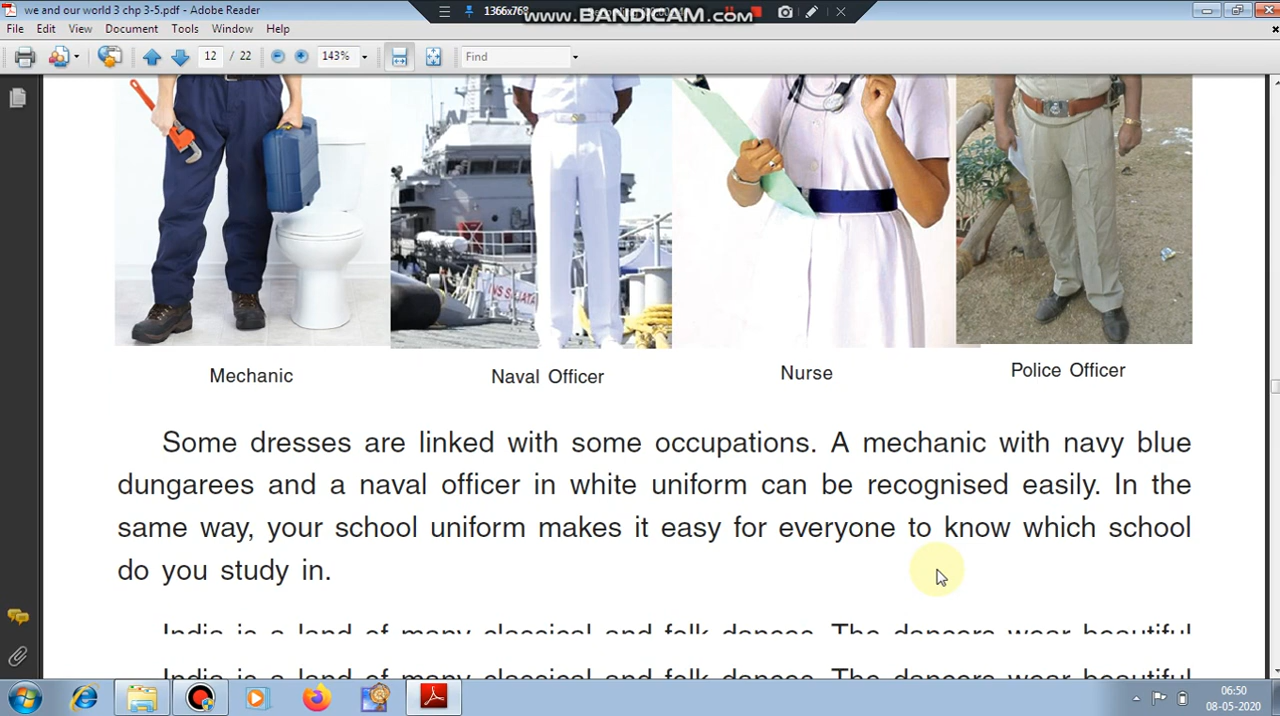 we and our world 3 chp 3-5.pdf - Adobe Reader
1366x768
www.BANDICAM.com
File Edit View Document Tools Window Help
12 / 22 143% Find
INS SUJATA
Mechanic Naval Officer Nurse Police Officer
Some dresses are linked with some occupations. A mechanic with navy blue
dungarees and a naval officer in white uniform can be recognised easily. In the
same way, your school uniform makes it easy for everyone to know which school
do you study in.
India is a land of many classical and folk dances. The dancers wear beautiful
India is a land of many classical and folk dances. The dancers wear beautiful
06:50
08-05-2020